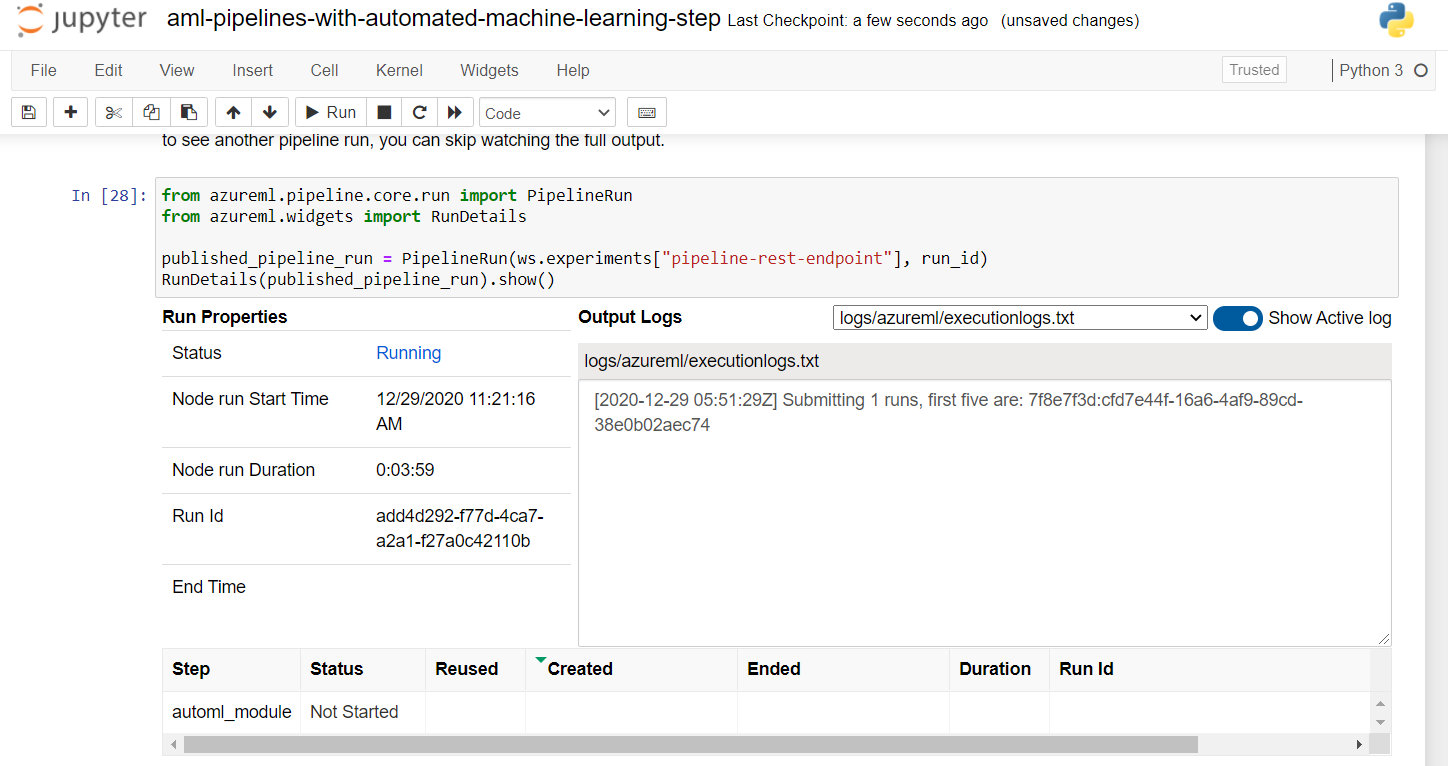 jupyter aml-pipelines-with-automated-machine-learning-step Last Checkpoint: a few seconds ago (unsaved changes)
File Edit View Insert Cell Kernel Widgets Help Trusted Python 3
Run Code
to see another pipeline run, you can skip watching the full output.
In [28]: from azureml.pipeline.core.run import PipelineRun
from azureml.widgets import RunDetails
published_pipeline_run = PipelineRun(ws.experiments["pipeline-rest-endpoint"], run_id)
RunDetails(published_pipeline_run).show()
Run Properties Output Logs logs/azureml/executionlogs.txt Show Active log
Status Running
logs/azureml/executionlogs.txt
Node run Start Time 12/29/2020 11:21:16
AM
[2020-12-29 05:51:29Z] Submitting 1 runs, first five are: 7f8e7f3d:cfd7e44f-16a6-4af9-89cd-
38e0b02aec74
Node run Duration 0:03:59
Run Id add4d292-f77d-4ca7-
a2a1-f27a0c42110b
End Time
Step Status Reused Created Ended Duration Run Id
automl_module Not Started